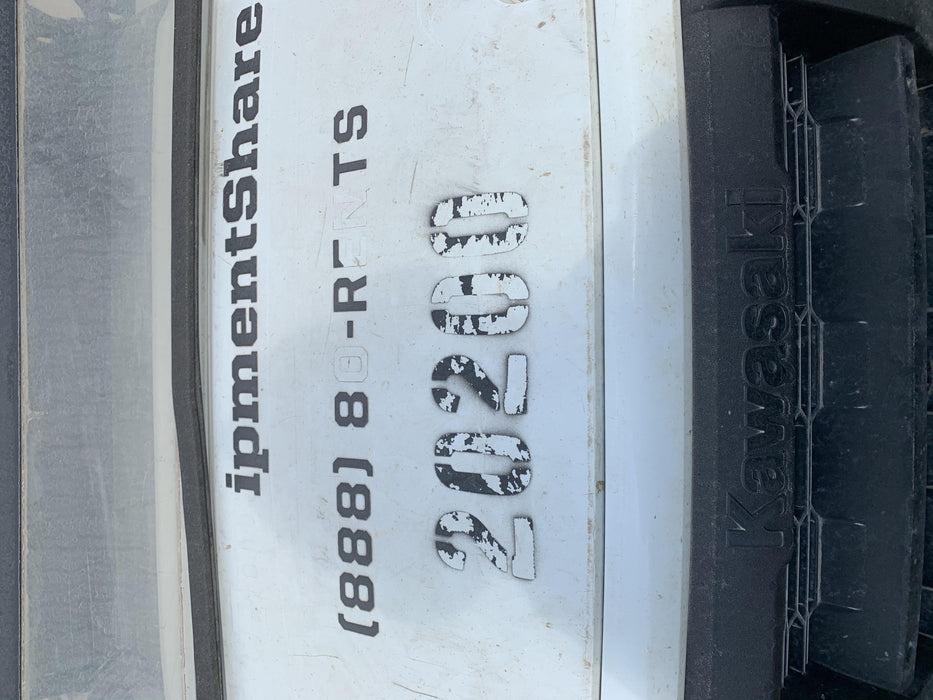 ipmentShare
(888) 80-RENTS
20200
Kawasaki